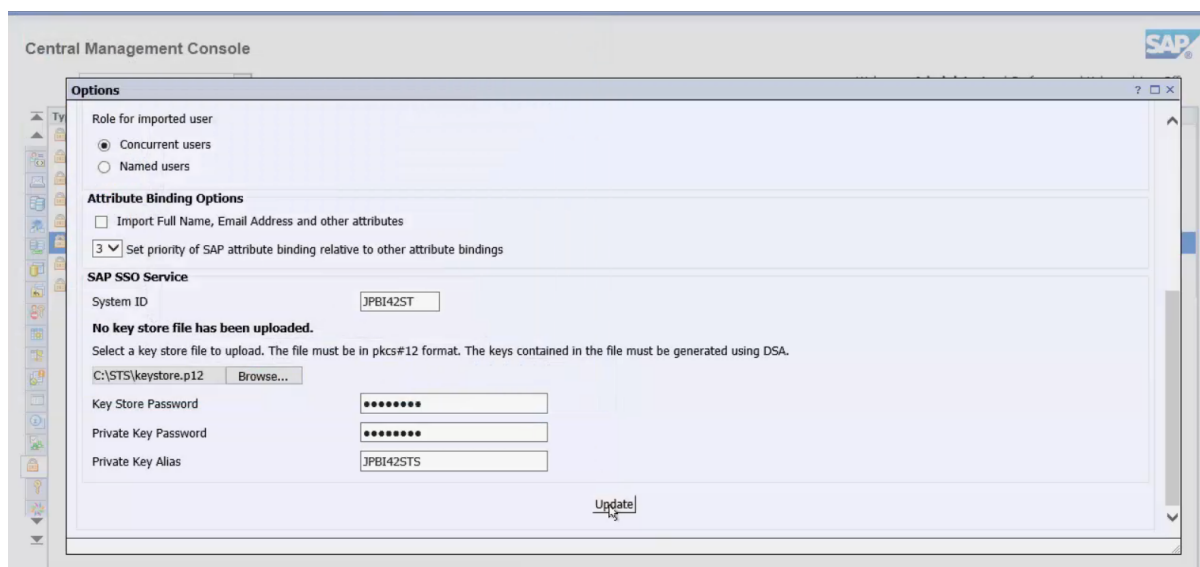 Central Management Console
SAP
Options
? 
Ty
Role for imported user
Concurrent users
Named users
Attribute Binding Options
Import Full Name, Email Address and other attributes
3 Set priority of SAP attribute binding relative to other attribute bindings
SAP SSO Service
System ID JPBI42ST
No key store file has been uploaded.
Select a key store file to upload. The file must be in pkcs#12 format. The keys contained in the file must be generated using DSA.
C:\STS\keystore.p12 Browse...
Key Store Password ••••••••
Private Key Password ••••••••
Private Key Alias JPBI42STS
Update